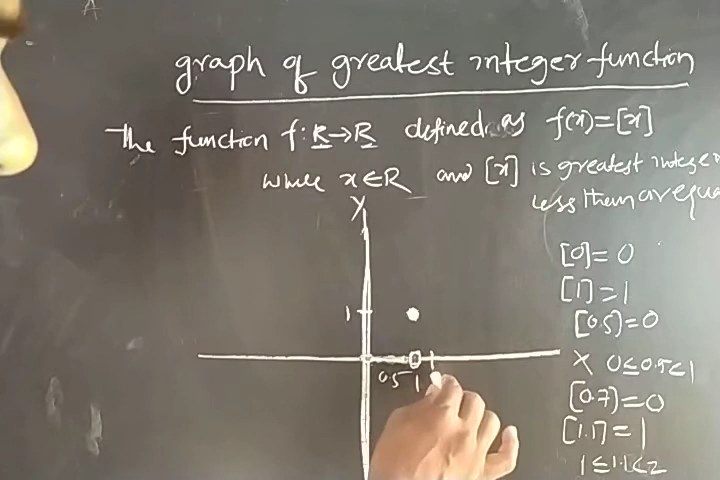 A
graph of greatest integer function
The function f:R→R defined as f(x)=[x]
where x∈R and [x] is greatest integer
less than or equa
Y
[0]=0
[1]=1
[0.5]=0
1
x 0≤0.5<1
0.5 1
[0.7]=0
[1.1]=1
1≤1.1<2